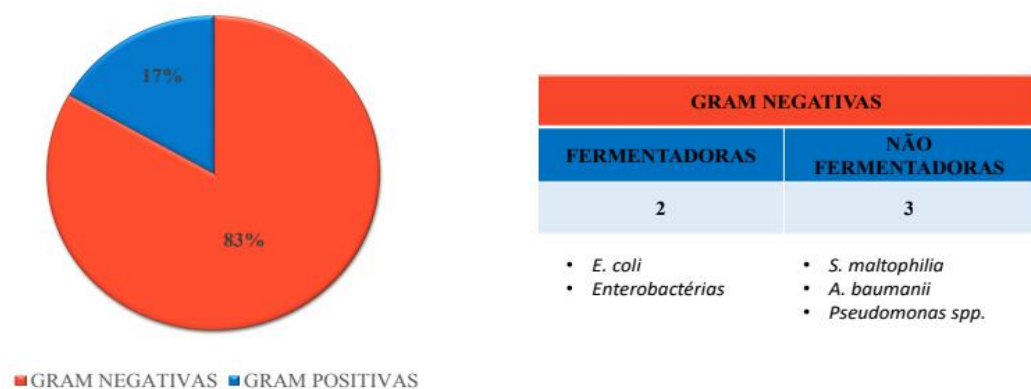 17%
83%
GRAM NEGATIVAS GRAM POSITIVAS
GRAM NEGATIVAS
FERMENTADORAS
NÃO
FERMENTADORAS
2
3
• E. coli
• Enterobactérias
• S. maltophilia
• A. baumanii
• Pseudomonas spp.